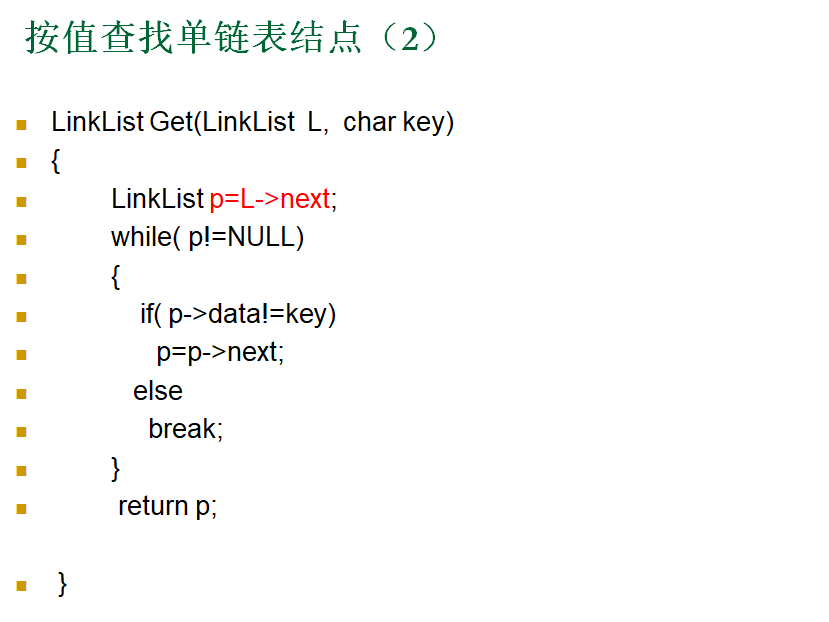 按值查找单链表结点（2）
LinkList Get(LinkList L, char key)
{
LinkList p=L->next;
while( p!=NULL)
{
if( p->data!=key)
p=p->next;
else
break;
}
return p;
}